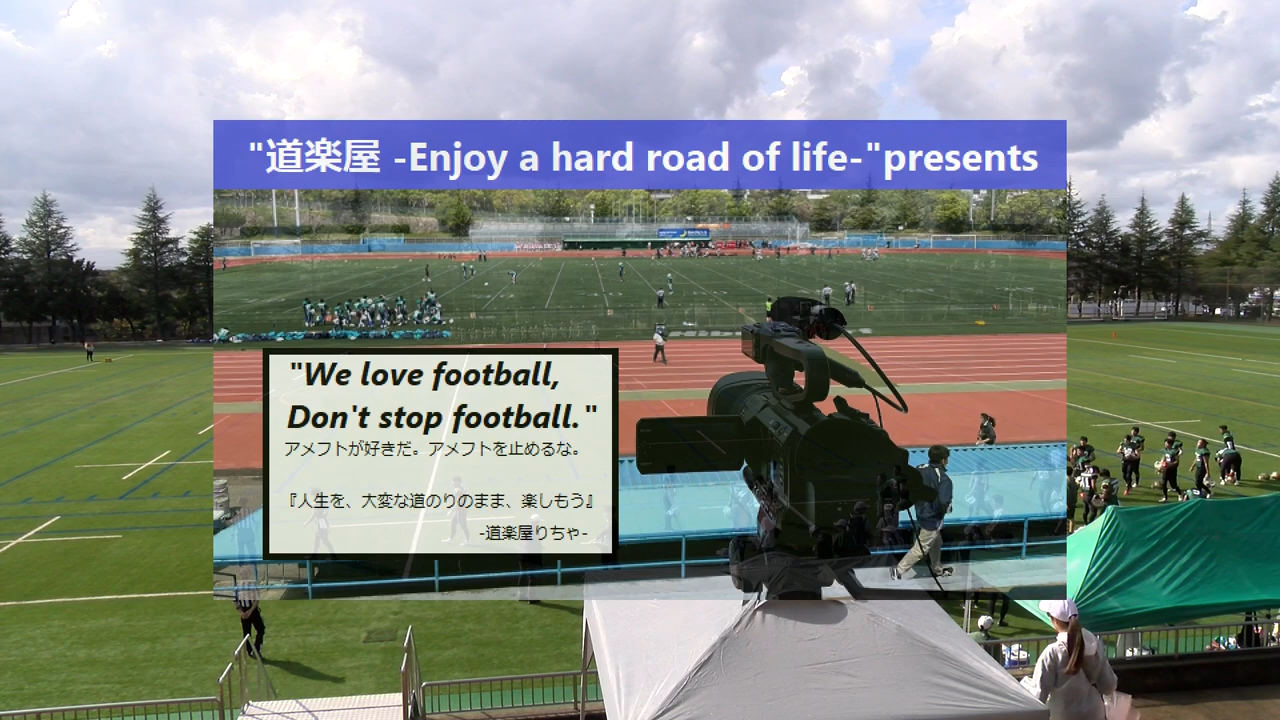 "道楽屋 -Enjoy a hard road of life-"presents
"We love football,
Don't stop football."
アメフトが好きだ。アメフトを止めるな。
『人生を、大変な道のりのまま、楽しもう』
-道楽屋りちゃ-